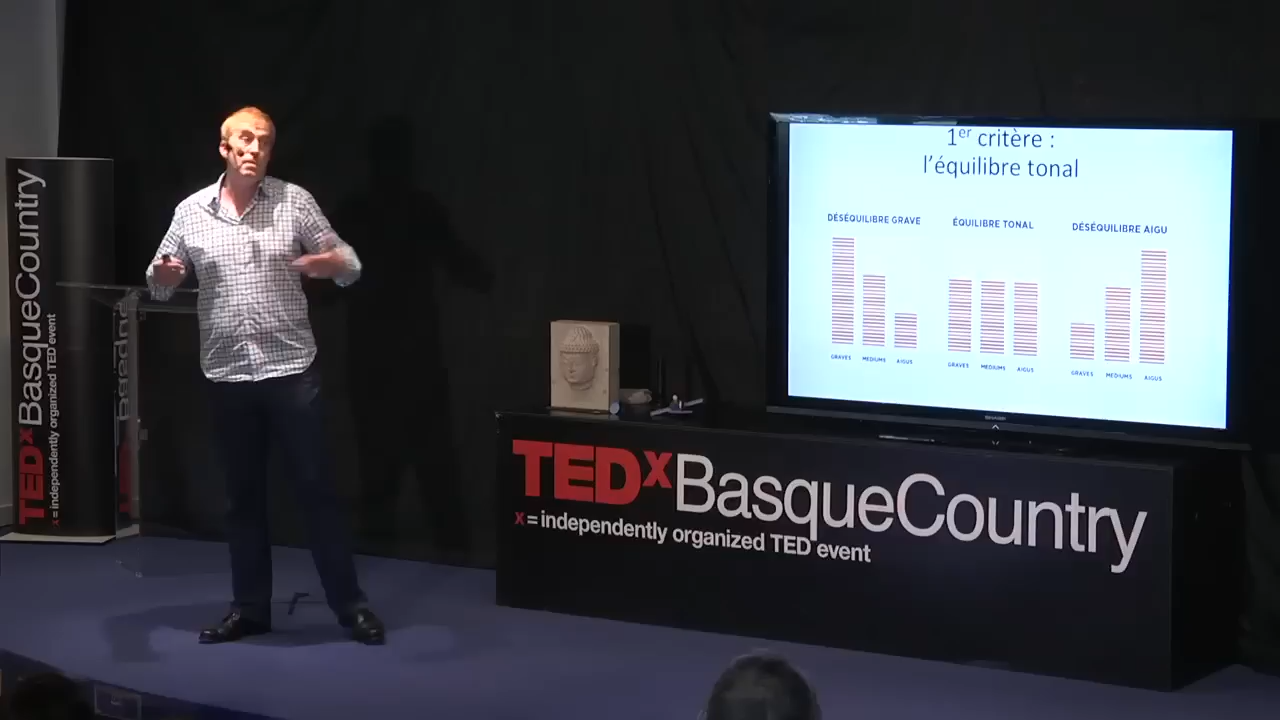 TEDxBasqueCountry
x = independently organized TED event
1er critère :
l'équilibre tonal
DÉSÉQUILIBRE GRAVE
GRAVES MEDIUMS AIGUS
ÉQUILIBRE TONAL
GRAVES MEDIUMS AIGUS
DÉSÉQUILIBRE AIGU
GRAVES MEDIUMS AIGUS
SHARP
TEDxBasqueCountry
x = independently organized TED event